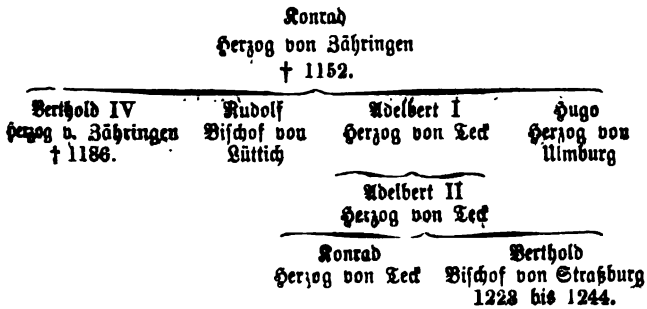 Konrad
Herzog von Zähringen
† 1152.
Berthold IV
Herzog v. Zähringen
† 1186.
Rudolf
Bischof von
Lüttich
Adelbert I
Herzog von Teck
Hugo
Herzog von
Ulmburg
Adelbert II
Herzog von Teck
Konrad
Herzog von Teck
Berthold
Bischof von Straßburg
1223 bis 1244.